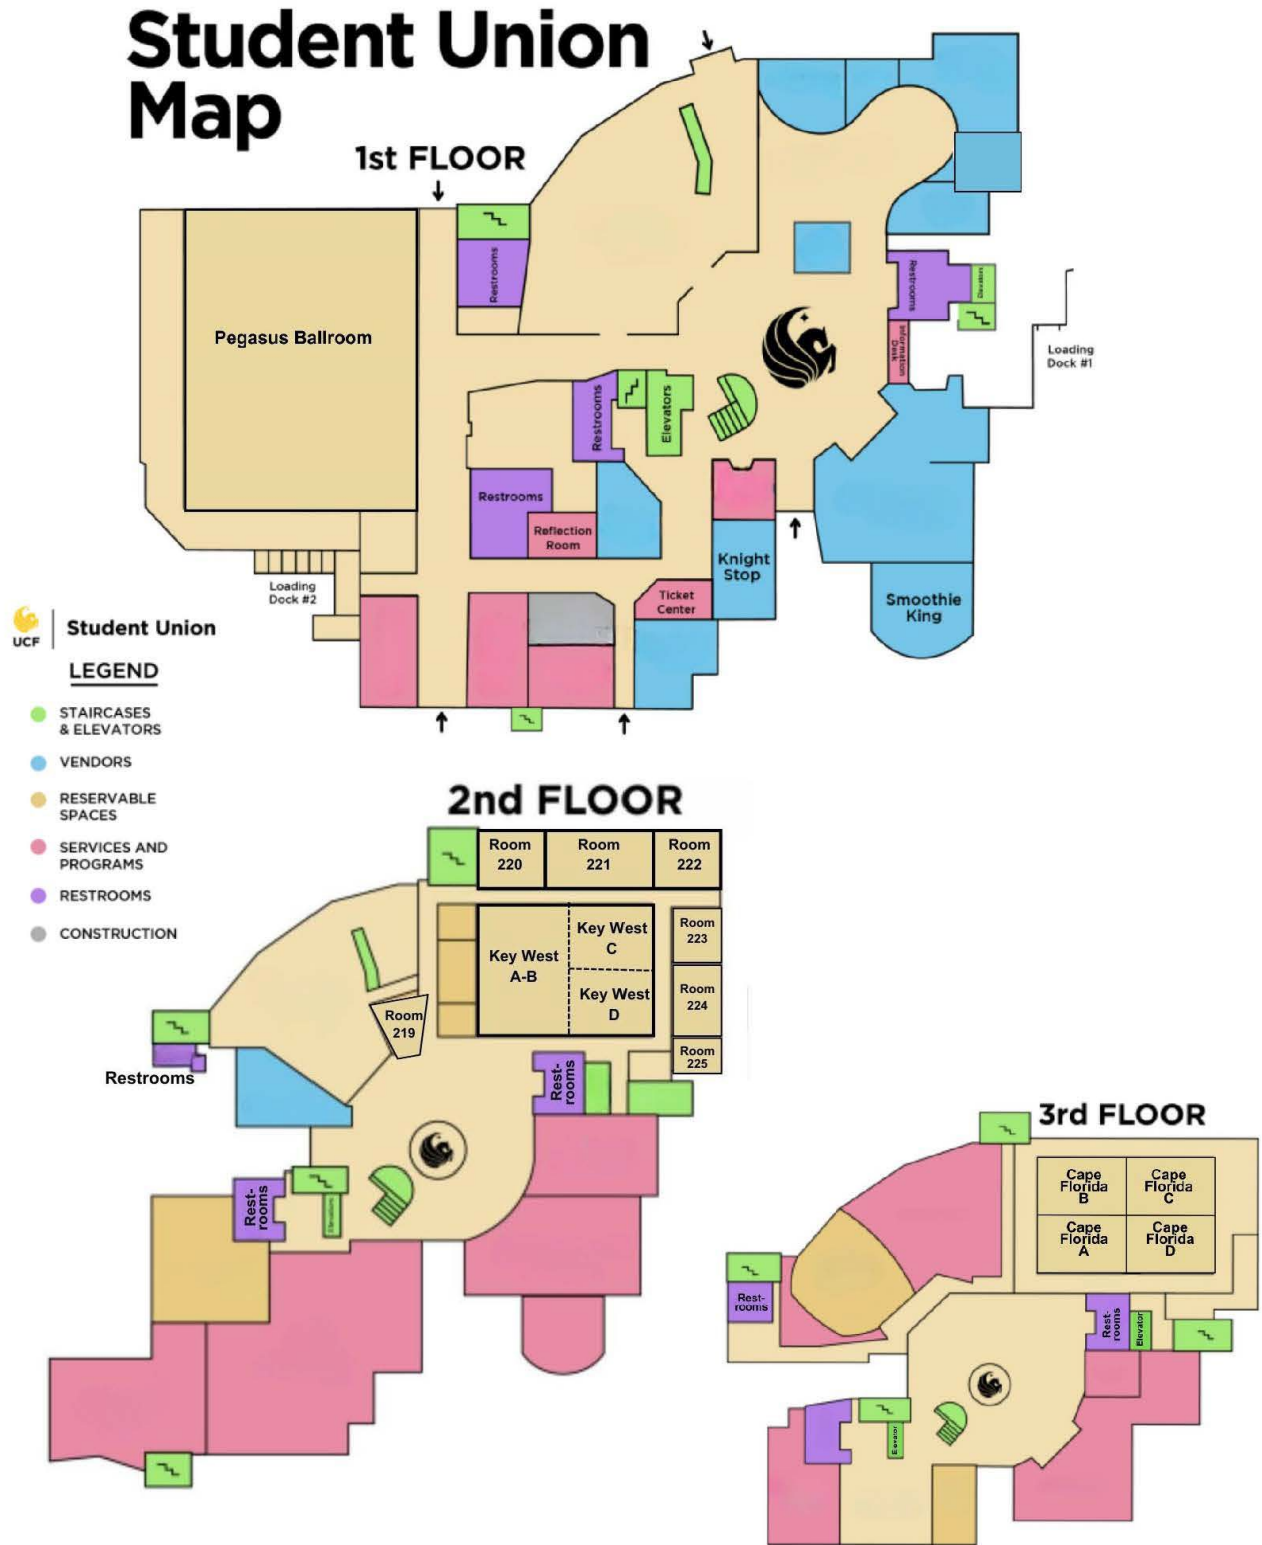 Student Union
Map
1st FLOOR
Restrooms
Pegasus Ballroom
Restrooms
Elevators
Information
Desk
Loading
Dock #1
Restrooms
Elevators
Restrooms
Reflection
Room
Knight
Stop
Ticket
Center
Smoothie
King
Loading
Dock #2
UCF
Student Union
LEGEND
STAIRCASES
& ELEVATORS
VENDORS
RESERVABLE
SPACES
SERVICES AND
PROGRAMS
RESTROOMS
CONSTRUCTION
2nd FLOOR
Room
220
Room
221
Room
222
Key West
A-B
Key West
C
Key West
D
Room
223
Room
224
Room
225
Room
219
Restrooms
Rest-
rooms
Rest-
rooms
Elevators
3rd FLOOR
Cape
Florida
B
Cape
Florida
C
Cape
Florida
A
Cape
Florida
D
Rest-
rooms
Rest-
rooms
Elevator
Elevator